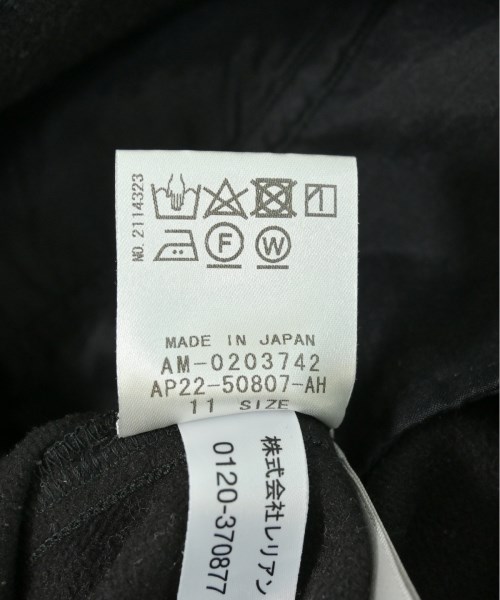 NO.2114323
F
W
MADE IN JAPAN
AM-0203742
AP22-50807-AH
11 SIZE
株式会社レリアン
0120-370877